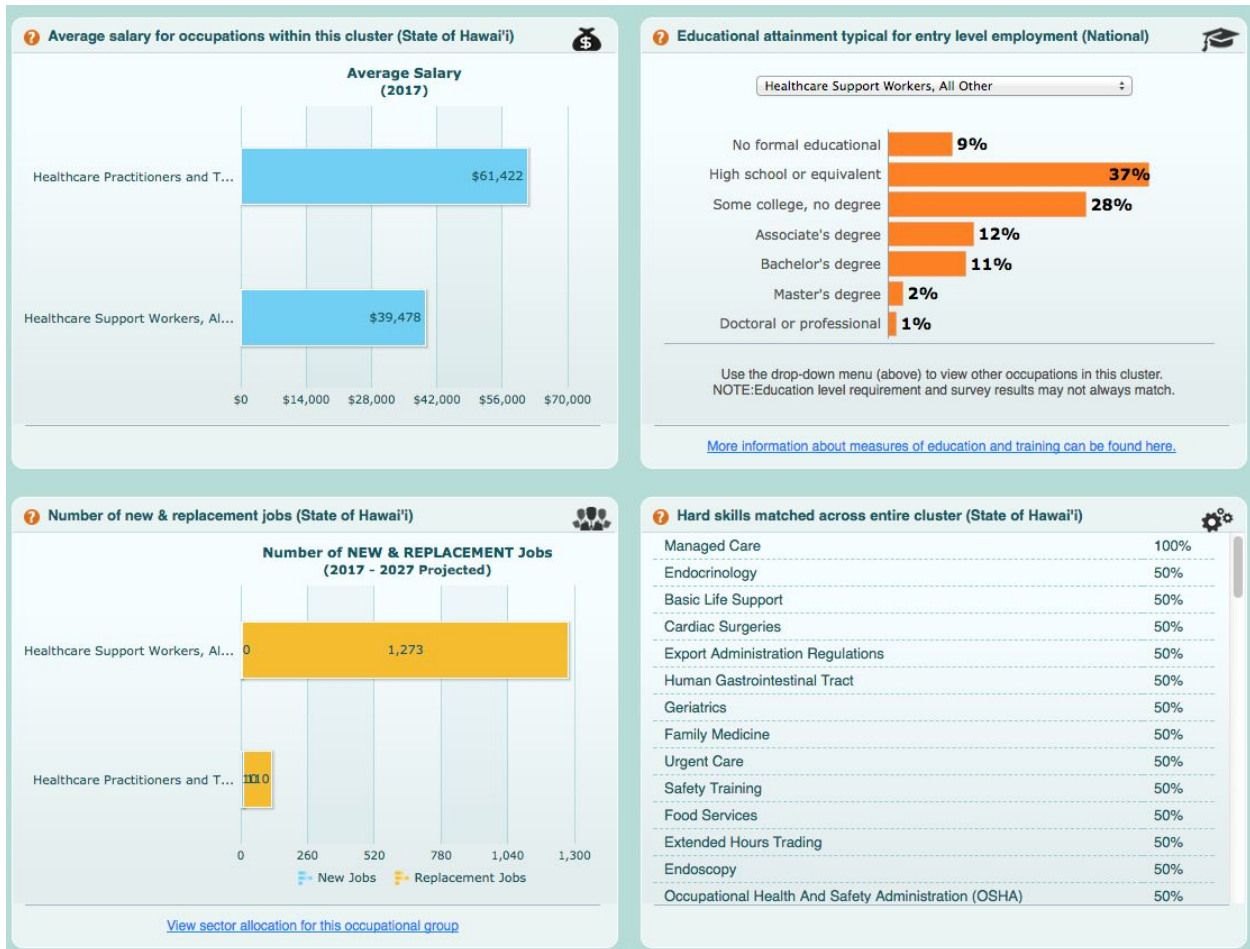 Average salary for occupations within this cluster (State of Hawai'i)
Average Salary
(2017)
Healthcare Practitioners and T...
$61,422
Healthcare Support Workers, Al...
$39,478
$0 $14,000 $28,000 $42,000 $56,000 $70,000
Educational attainment typical for entry level employment (National)
Healthcare Support Workers, All Other
No formal educational 9%
High school or equivalent 37%
Some college, no degree 28%
Associate's degree 12%
Bachelor's degree 11%
Master's degree 2%
Doctoral or professional 1%
Use the drop-down menu (above) to view other occupations in this cluster.
NOTE:Education level requirement and survey results may not always match.
More information about measures of education and training can be found here.
Number of new & replacement jobs (State of Hawai'i)
Number of NEW & REPLACEMENT Jobs
(2017 - 2027 Projected)
Healthcare Support Workers, Al... 0 1,273
Healthcare Practitioners and T...
0 260 520 780 1,040 1,300
New Jobs Replacement Jobs
View sector allocation for this occupational group
Hard skills matched across entire cluster (State of Hawai'i)
Managed Care 100%
Endocrinology 50%
Basic Life Support 50%
Cardiac Surgeries 50%
Export Administration Regulations 50%
Human Gastrointestinal Tract 50%
Geriatrics 50%
Family Medicine 50%
Urgent Care 50%
Safety Training 50%
Food Services 50%
Extended Hours Trading 50%
Endoscopy 50%
Occupational Health And Safety Administration (OSHA) 50%